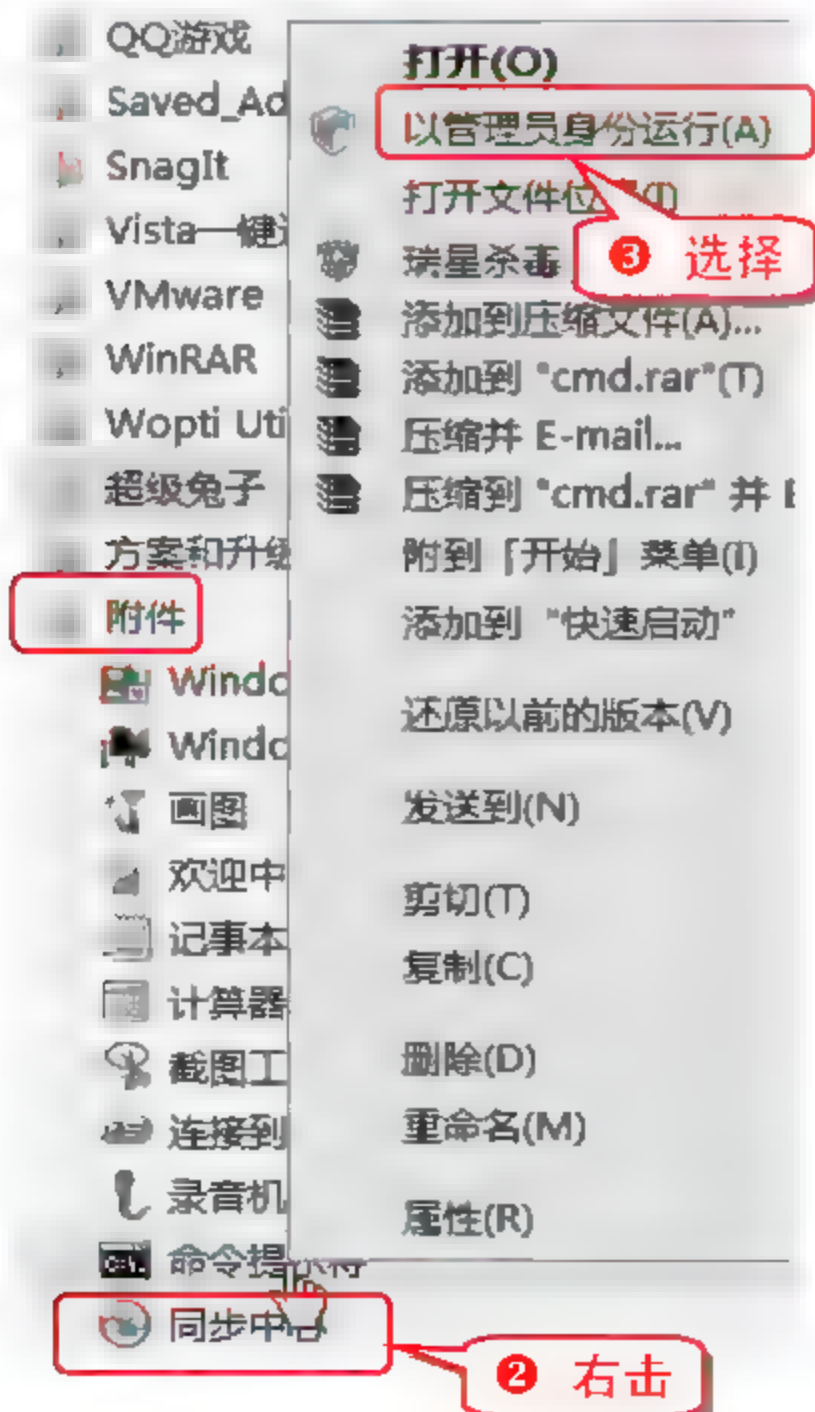 QQ游戏
Saved_Ad
SnagIt
Vista一键
VMware
WinRAR
Wopti Uti
超级兔子
方案和升级
附件
Windo
Windo
画图
欢迎中
记事本
计算器
截图工
连接到
录音机
命令提示符
同步中心
打开(O)
以管理员身份运行(A)
打开文件位(I)
瑞星杀毒
添加到压缩文件(A)...
添加到 "cmd.rar"(T)
压缩并 E-mail...
压缩到 "cmd.rar" 并 E
附到「开始」菜单(I)
添加到 "快速启动"
还原以前的版本(V)
发送到(N)
剪切(T)
复制(C)
删除(D)
重命名(M)
属性(R)
❸ 选择
❷ 右击